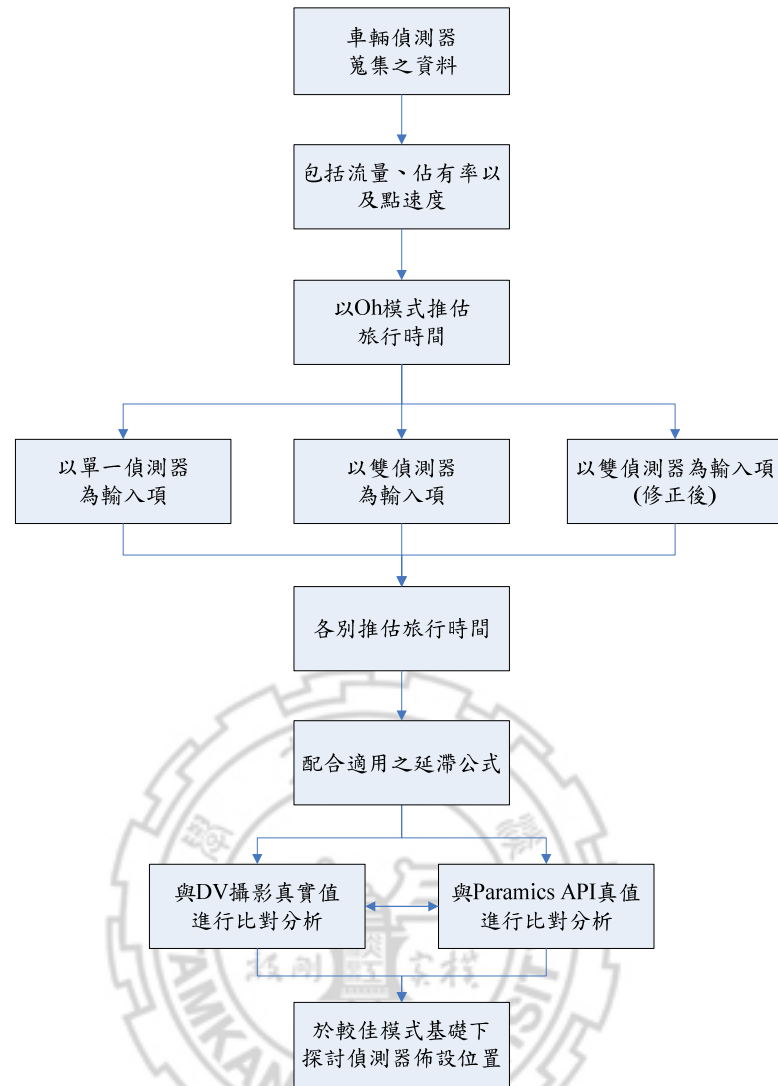 車輛偵測器
蒐集之資料
包括流量、佔有率以
及點速度
以Oh模式推估
旅行時間
以單一偵測器
為輸入項
以雙偵測器
為輸入項
以雙偵測器為輸入項
(修正後)
各別推估旅行時間
配合適用之延滯公式
與DV攝影真實值
進行比對分析
與Paramics API真值
進行比對分析
於較佳模式基礎下
探討偵測器佈設位置